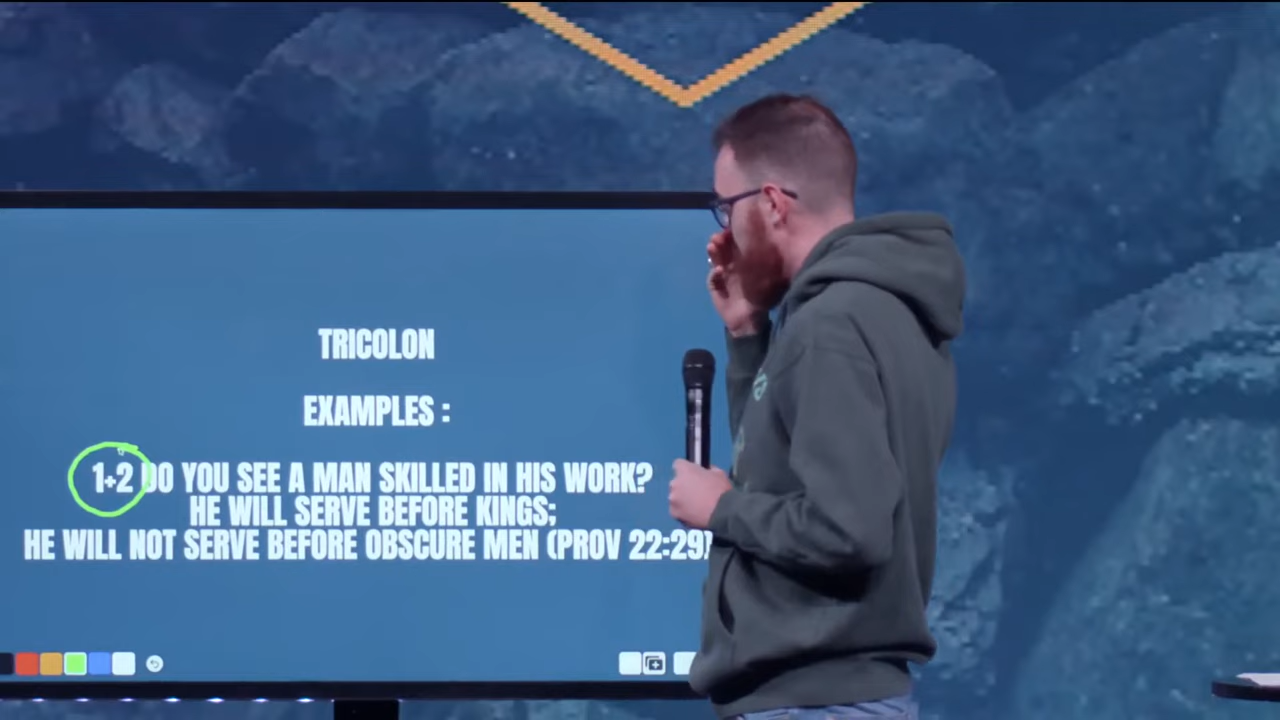 TRICOLON
EXAMPLES :
1+2 DO YOU SEE A MAN SKILLED IN HIS WORK?
HE WILL SERVE BEFORE KINGS;
HE WILL NOT SERVE BEFORE OBSCURE MEN (PROV 22:29)